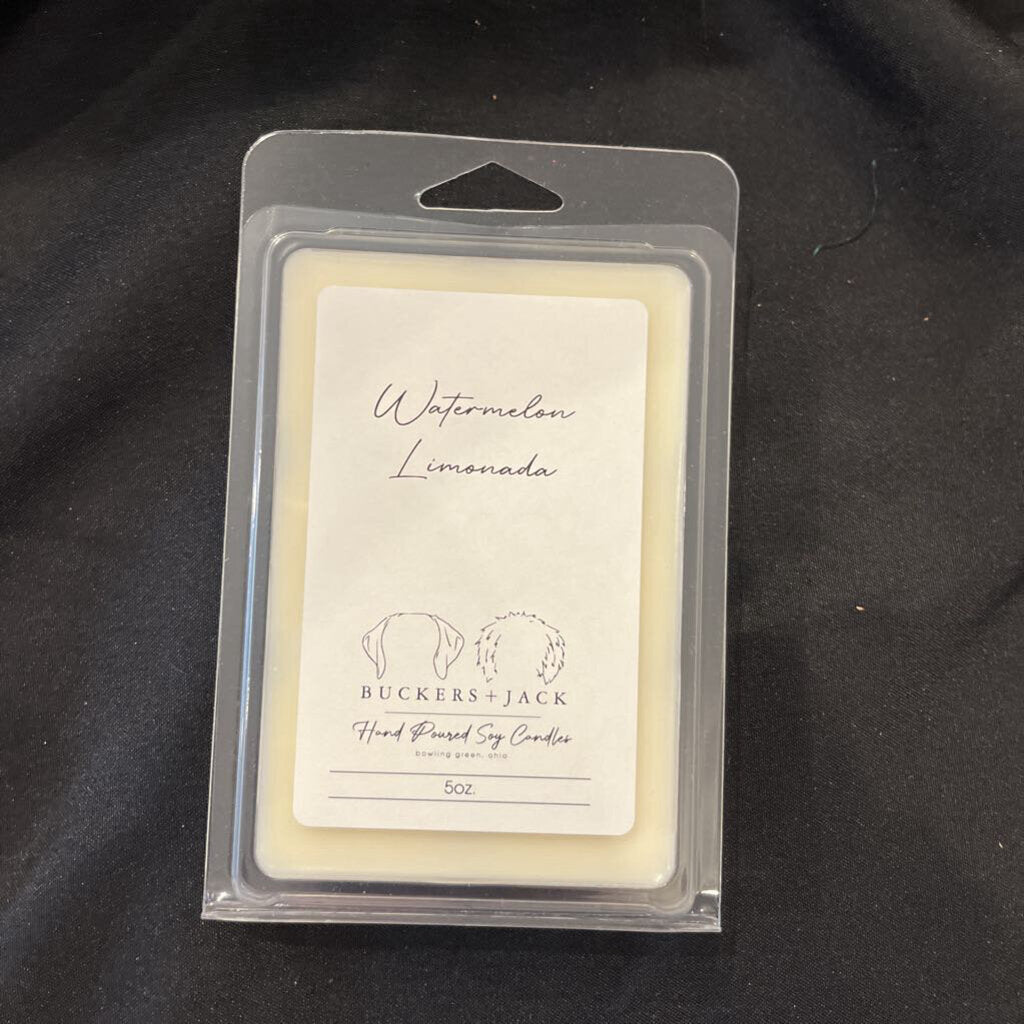 Watermelon
Limonada
BUCKERS + JACK
Hand Poured Soy Candles
bowling green, ohio
5oz.